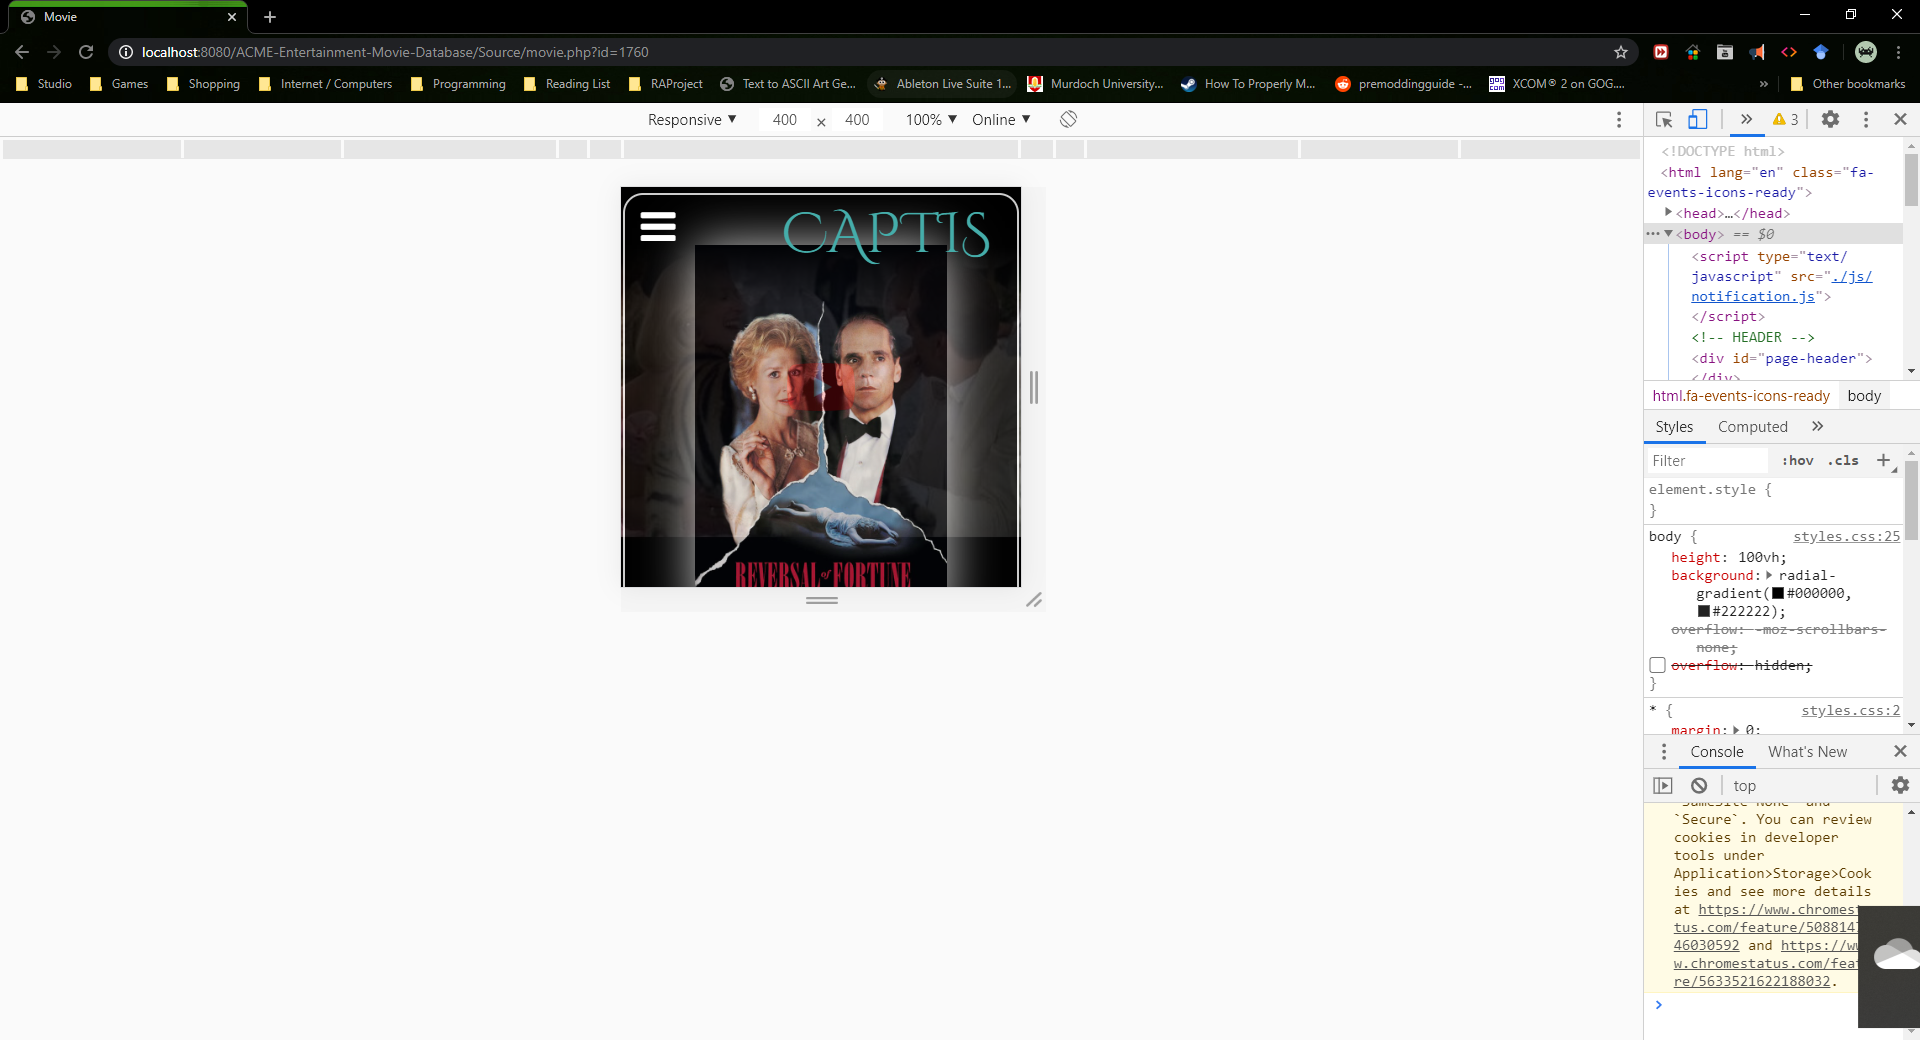 Movie
localhost:8080/ACME-Entertainment-Movie-Database/Source/movie.php?id=1760
Studio Games Shopping Internet / Computers Programming Reading List RAProject Text to ASCII Art Ge... Ableton Live Suite 1... Murdoch University,... How To Properly M... premoddingguide -... XCOM® 2 on GOG.... » Other bookmarks
Responsive ▼ 400 × 400 100% ▼ Online ▼
» 3
<!DOCTYPE html>
<html lang="en" class="fa-
events-icons-ready">
<head>…</head>
<body> == $0
<script type="text/
javascript" src="./js/
notification.js">
</script>
<!-- HEADER -->
<div id="page-header">
</div>
html.fa-events-icons-ready body
Styles Computed »
Filter :hov .cls +
element.style {
}
body { styles.css:25
height: 100vh;
background: radial-
gradient( #000000,
#222222);
overflow: -moz-scrollbars-
none;
overflow: hidden;
}
* { styles.css:2
margin: 0;
Console What's New
top
`SameSite=None` and
`Secure`. You can review
cookies in developer
tools under
Application>Storage>Cook
ies and see more details
at https://www.chromes
tus.com/feature/508814
46030592 and https://w
w.chromestatus.com/fea
re/5633521622188032.
CAPTIS
REVERSAL of FORTUNE